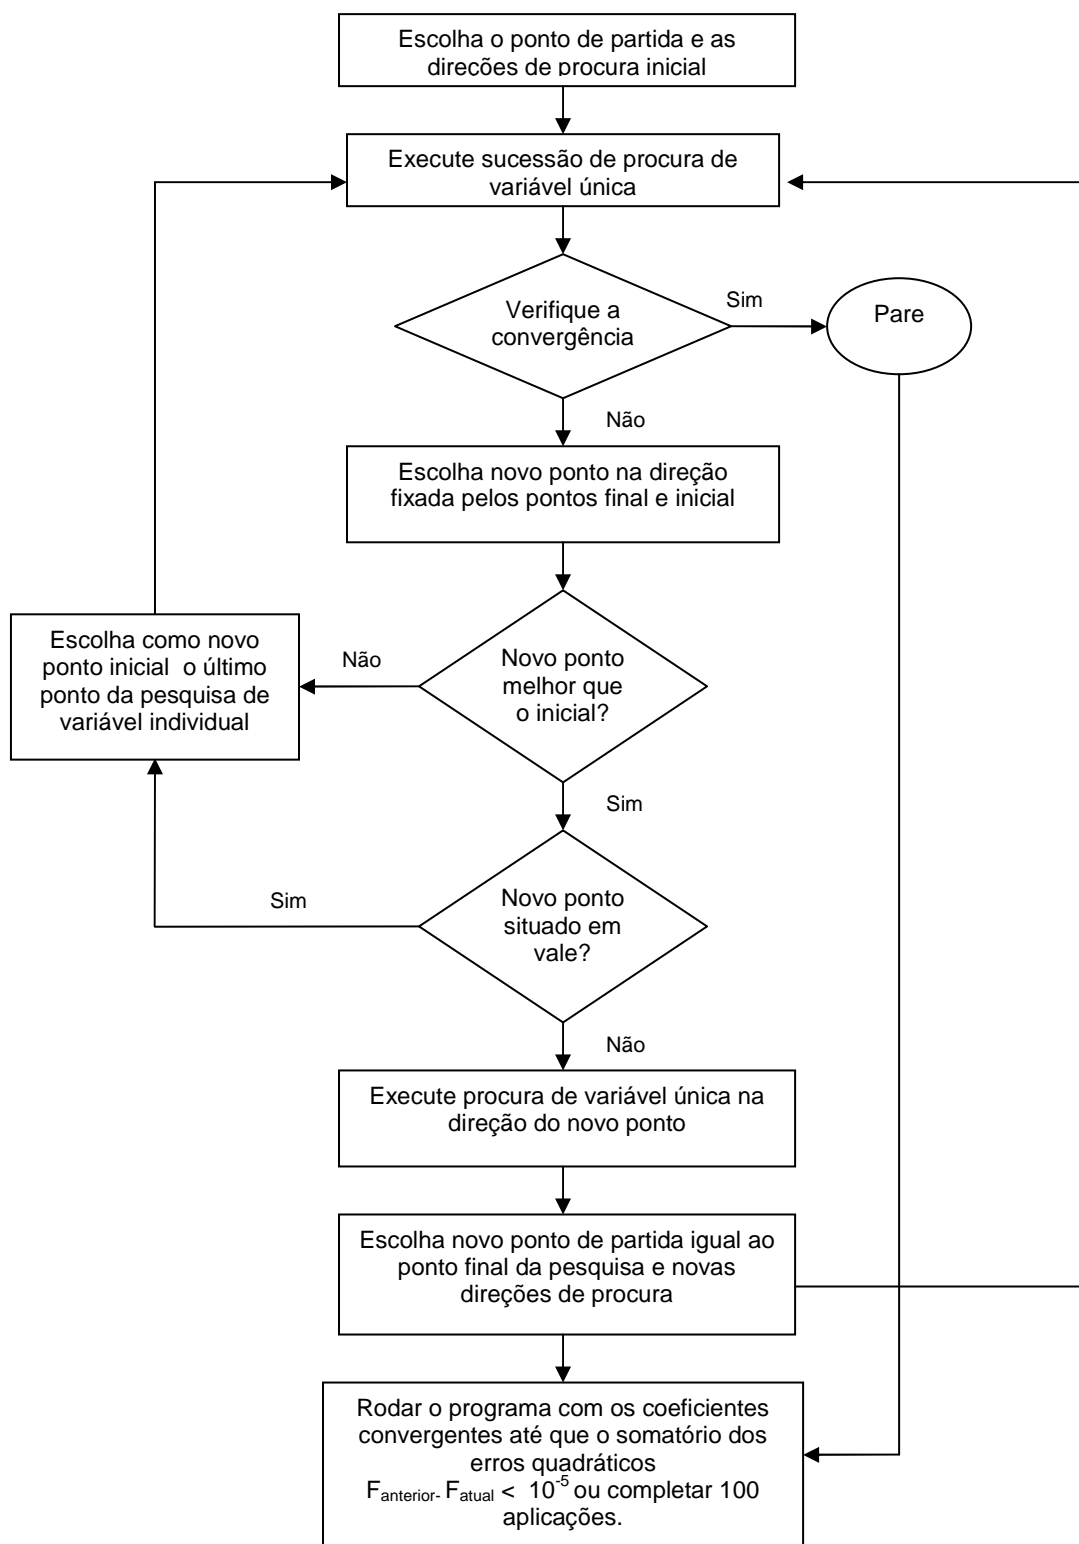 Escolha o ponto de partida e as
direções de procura inicial
Execute sucessão de procura de
variável única
Verifique a
convergência
Sim
Pare
Não
Escolha novo ponto na direção
fixada pelos pontos final e inicial
Escolha como novo
ponto inicial o último
ponto da pesquisa de
variável individual
Não
Novo ponto
melhor que
o inicial?
Sim
Sim
Novo ponto
situado em
vale?
Não
Execute procura de variável única na
direção do novo ponto
Escolha novo ponto de partida igual ao
ponto final da pesquisa e novas
direções de procura
Rodar o programa com os coeficientes
convergentes até que o somatório dos
erros quadráticos
Fanterior- Fatual < 10-5 ou completar 100
aplicações.